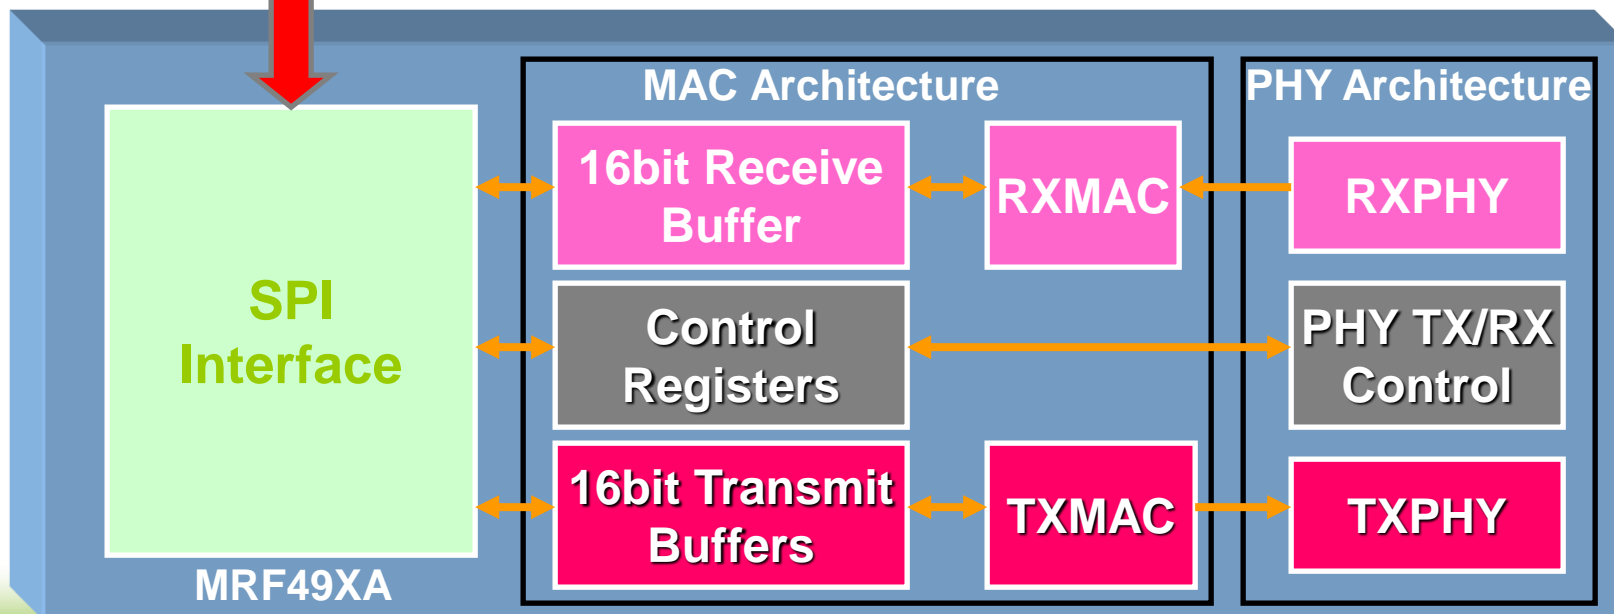 MAC Architecture
PHY Architecture
16bit Receive
Buffer
RXMAC
RXPHY
SPI
Interface
Control
Registers
PHY TX/RX
Control
16bit Transmit
Buffers
TXMAC
TXPHY
MRF49XA